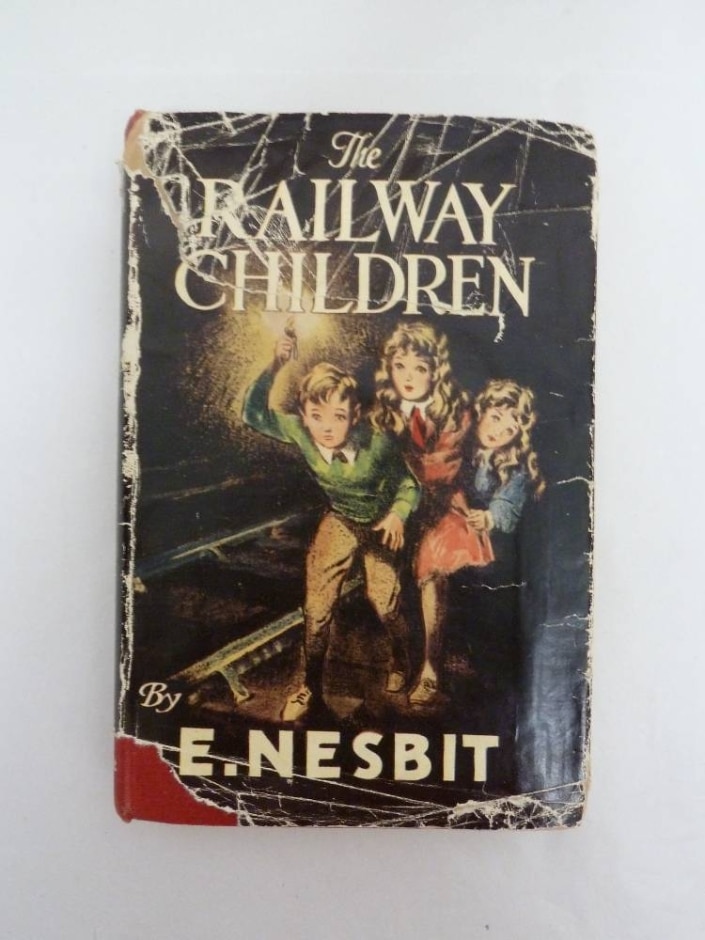 The
RAILWAY
CHILDREN
By
E. NESBIT